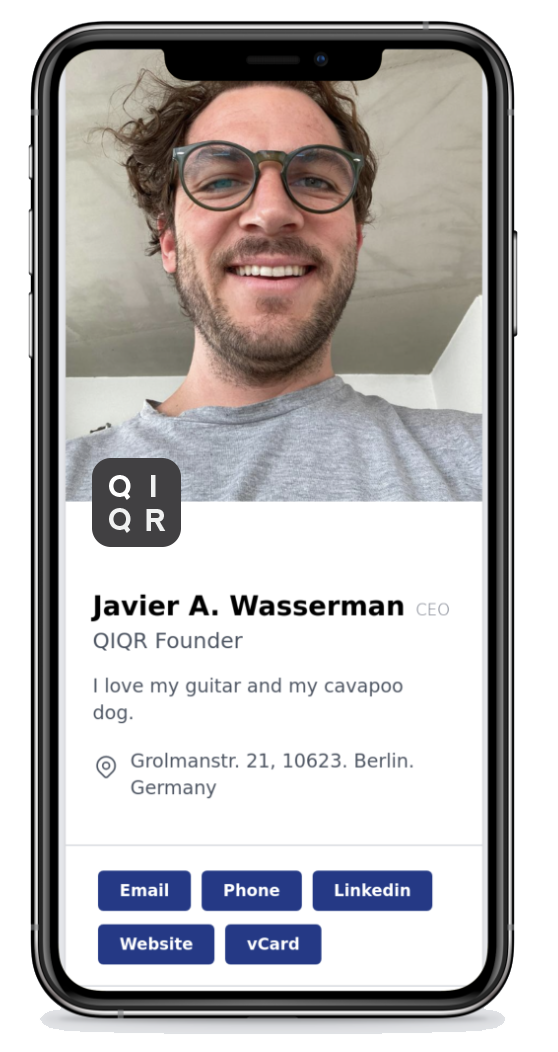 Q I
Q R
Javier A. Wasserman CEO
QIQR Founder
I love my guitar and my cavapoo
dog.
Grolmanstr. 21, 10623. Berlin.
Germany
Email Phone Linkedin
Website vCard